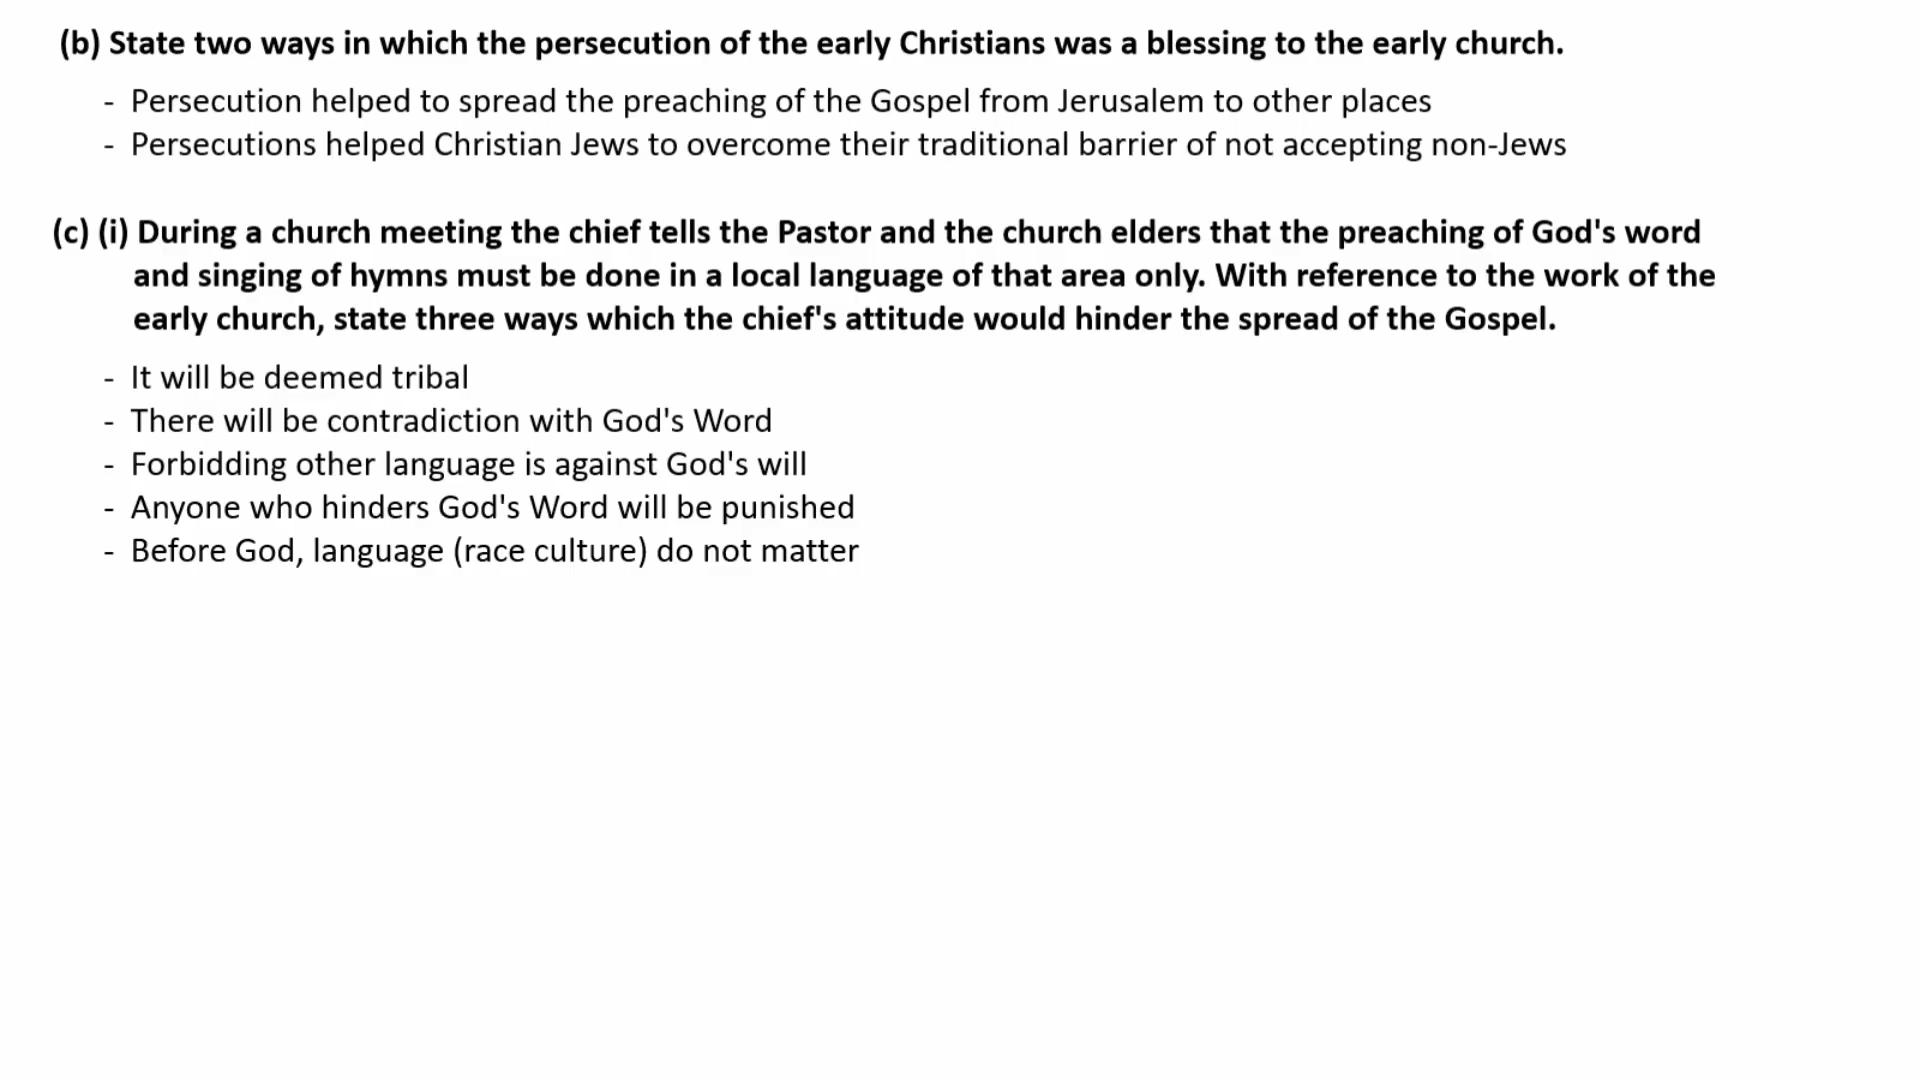 (b) State two ways in which the persecution of the early Christians was a blessing to the early church.
- Persecution helped to spread the preaching of the Gospel from Jerusalem to other places
- Persecutions helped Christian Jews to overcome their traditional barrier of not accepting non-Jews
(c) (i) During a church meeting the chief tells the Pastor and the church elders that the preaching of God's word
and singing of hymns must be done in a local language of that area only. With reference to the work of the
early church, state three ways which the chief's attitude would hinder the spread of the Gospel.
- It will be deemed tribal
- There will be contradiction with God's Word
- Forbidding other language is against God's will
- Anyone who hinders God's Word will be punished
- Before God, language (race culture) do not matter